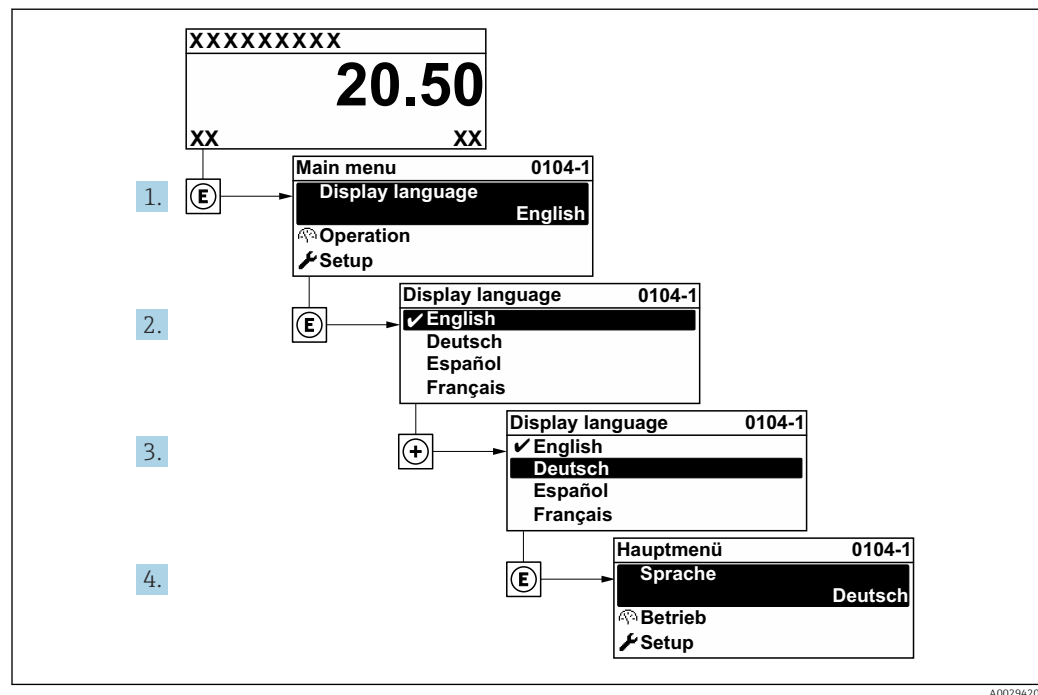 XXXXXXXXX
20.50
XX XX
1. E
Main menu 0104-1
Display language
English
Operation
Setup
2. E
Display language 0104-1
✔English
Deutsch
Español
Français
3. +
Display language 0104-1
✔English
Deutsch
Español
Français
4. E
Hauptmenü 0104-1
Sprache
Deutsch
Betrieb
Setup
A0029420